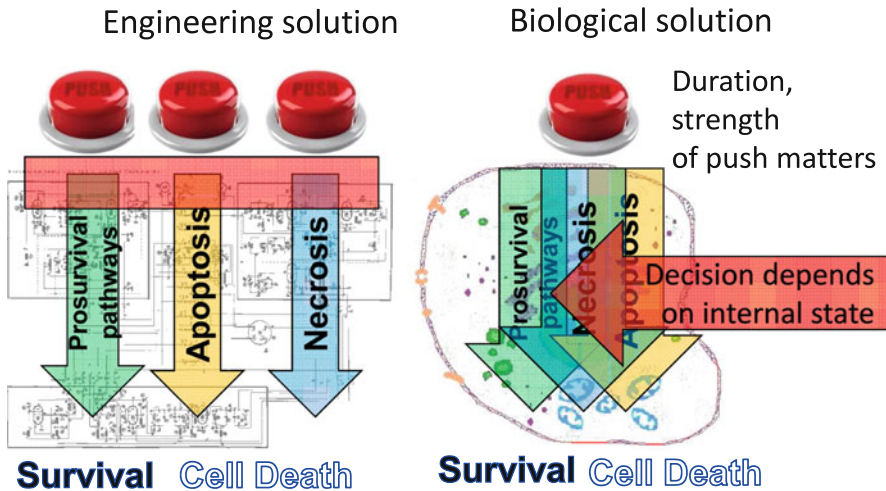 Engineering solution
Biological solution
PUSH
PUSH
PUSH
PUSH
Duration,
strength
of push matters
Prosurvival
pathways
Apoptosis
Necrosis
Prosurvival
pathways
Necrosis
Apoptosis
Decision depends
on internal state
Survival
Cell Death
Survival
Cell Death